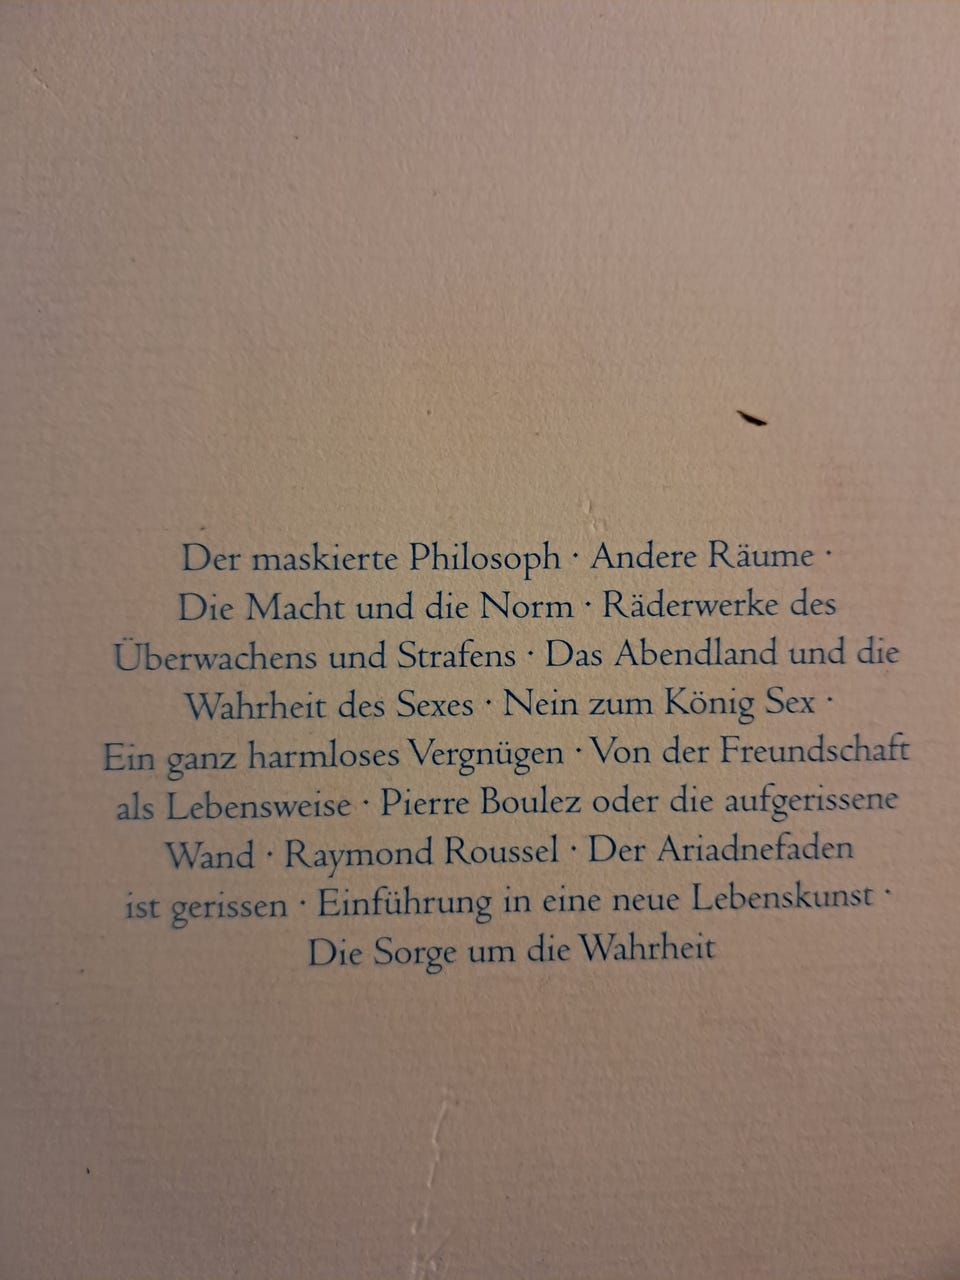 Der maskierte Philosoph · Andere Räume ·
Die Macht und die Norm · Räderwerke des
Überwachens und Strafens · Das Abendland und die
Wahrheit des Sexes · Nein zum König Sex ·
Ein ganz harmloses Vergnügen · Von der Freundschaft
als Lebensweise · Pierre Boulez oder die aufgerissene
Wand · Raymond Roussel · Der Ariadnefaden
ist gerissen · Einführung in eine neue Lebenskunst ·
Die Sorge um die Wahrheit